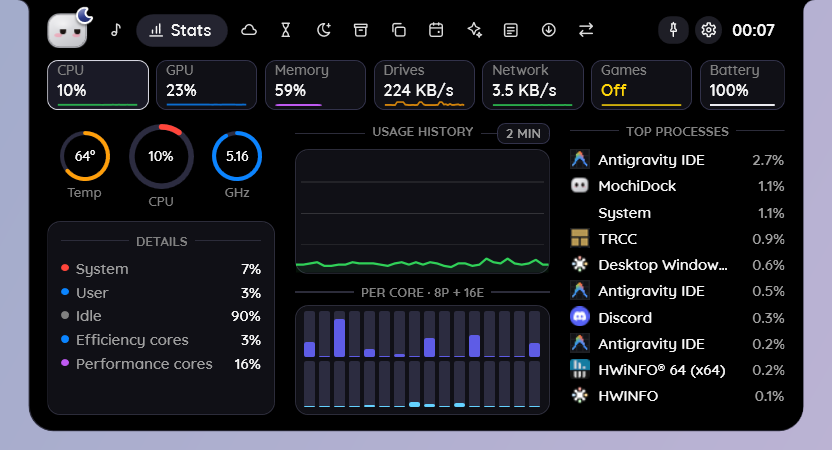 Stats
00:07
CPU
10%
GPU
23%
Memory
59%
Drives
224 KB/s
Network
3.5 KB/s
Games
Off
Battery
100%
64°
Temp
10%
CPU
5.16
GHz
DETAILS
System 7%
User 3%
Idle 90%
Efficiency cores 3%
Performance cores 16%
USAGE HISTORY 2 MIN
PER CORE · 8P + 16E
TOP PROCESSES
Antigravity IDE 2.7%
MochiDock 1.1%
System 1.1%
TRCC 0.9%
Desktop Window... 0.6%
Antigravity IDE 0.5%
Discord 0.3%
Antigravity IDE 0.2%
HWiNFO® 64 (x64) 0.2%
HWINFO 0.1%